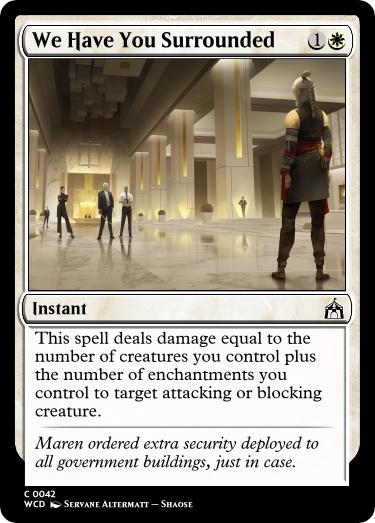 We Have You Surrounded 1
Instant
This spell deals damage equal to the
number of creatures you control plus
the number of enchantments you
control to target attacking or blocking
creature.
Maren ordered extra security deployed to
all government buildings, just in case.
C 0042
WCD Servane Altermatt — Shaose